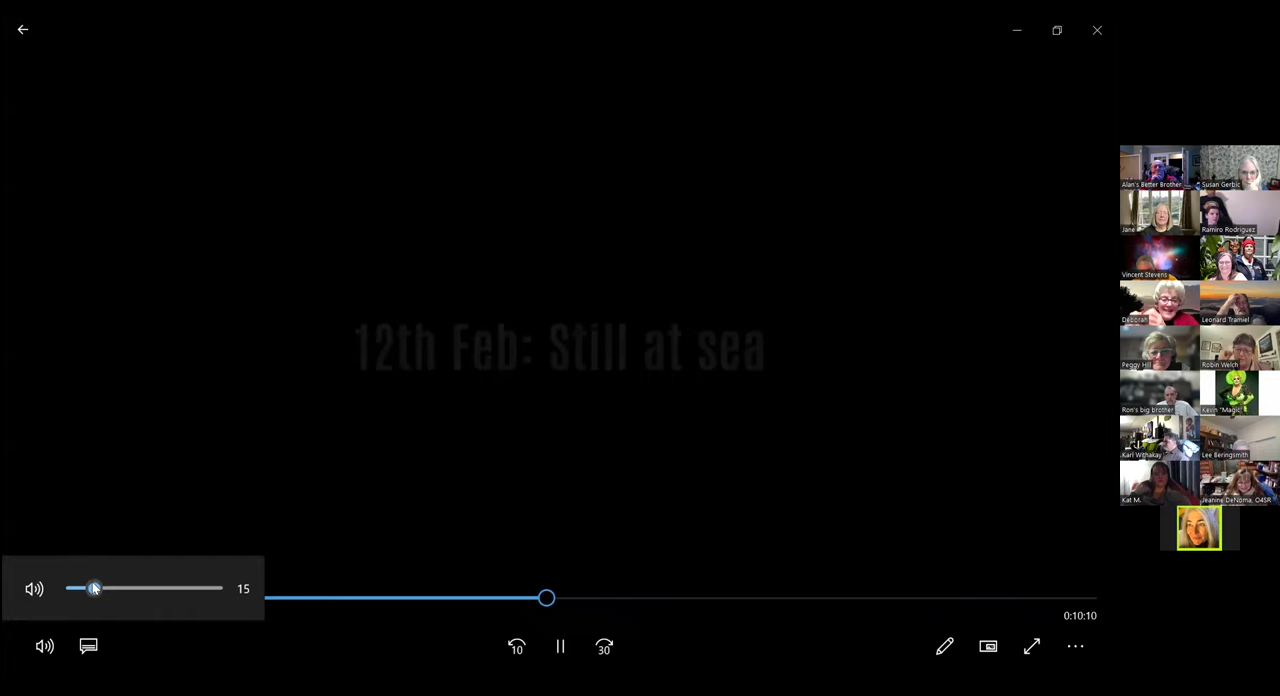 Alan's Better Brother
Susan Gerbic
Jane
Ramiro Rodriguez
Vincent Stevens
Deborah
Leonard Tramiel
12th Feb: Still at sea
Peggy Hill
Robin Welch
Ron's big brother
Kevin "Magic"
Karl Withakay
Lee Beringsmith
Kat M.
Jeanine DeNoma, O4SR
15
0:10:10
10
30